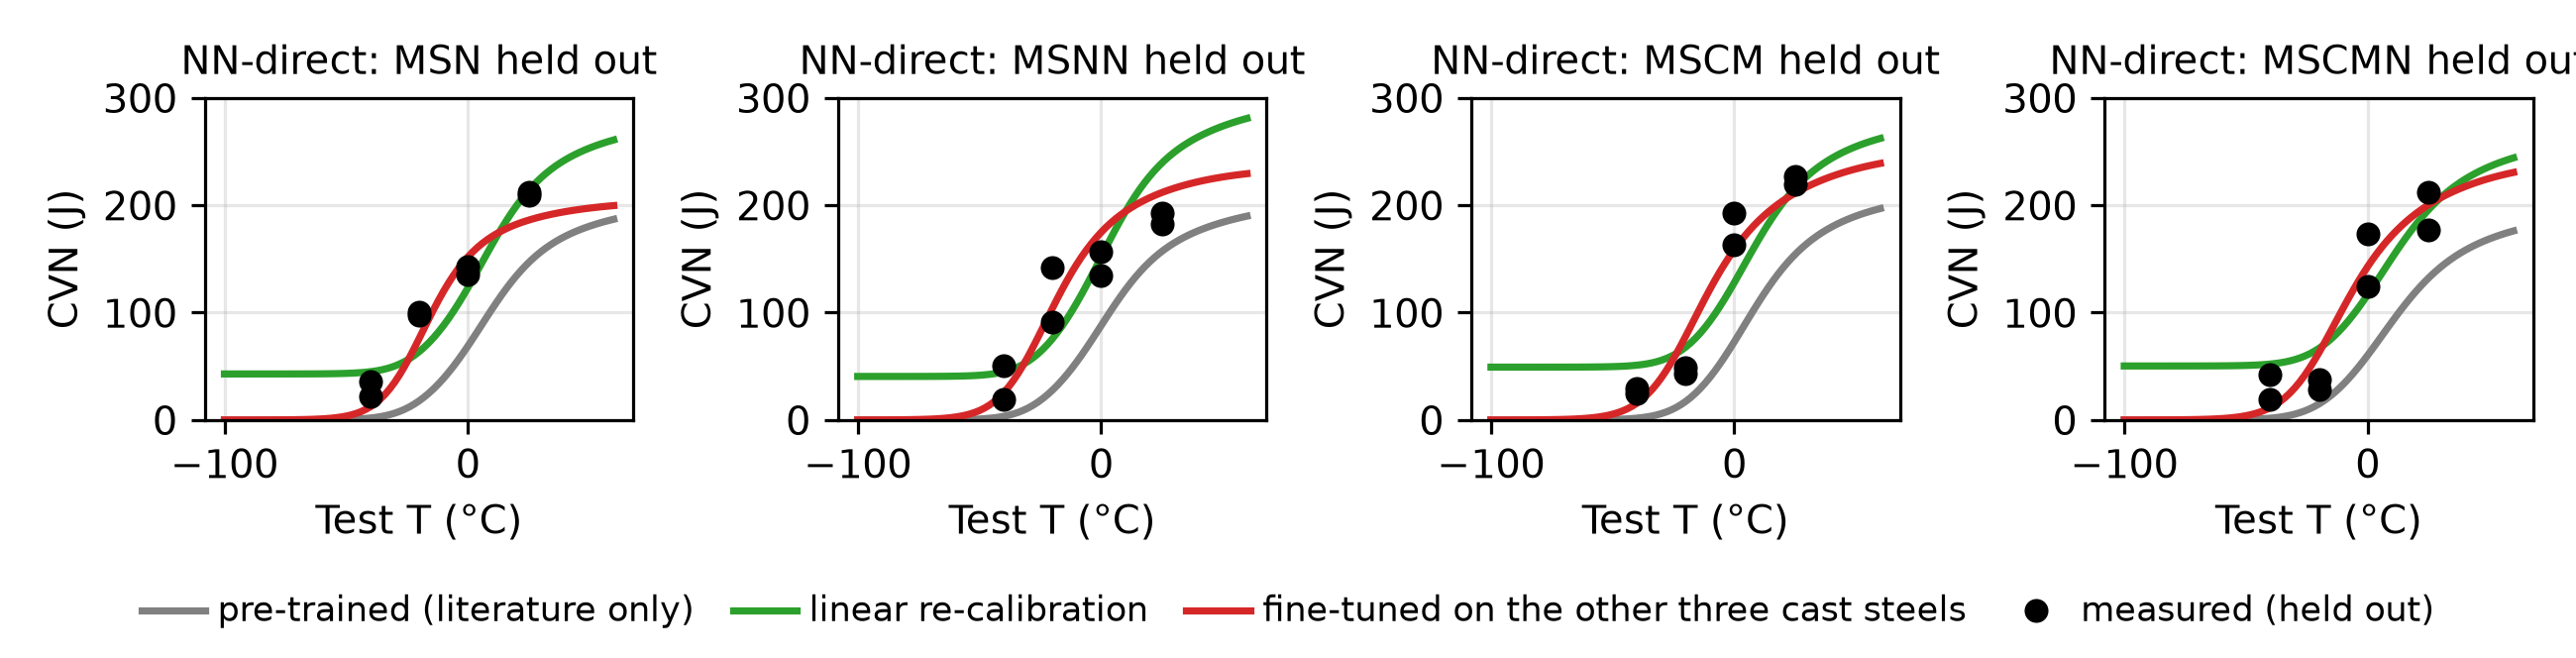 NN-direct: MSN held out
NN-direct: MSNN held out
NN-direct: MSCM held out
NN-direct: MSCMN held ou
300
200
100
0
CVN (J)
−100
0
Test T (°C)
300
200
100
0
CVN (J)
−100
0
Test T (°C)
300
200
100
0
CVN (J)
−100
0
Test T (°C)
300
200
100
0
CVN (J)
−100
0
Test T (°C)
pre-trained (literature only)
linear re-calibration
fine-tuned on the other three cast steels
measured (held out)